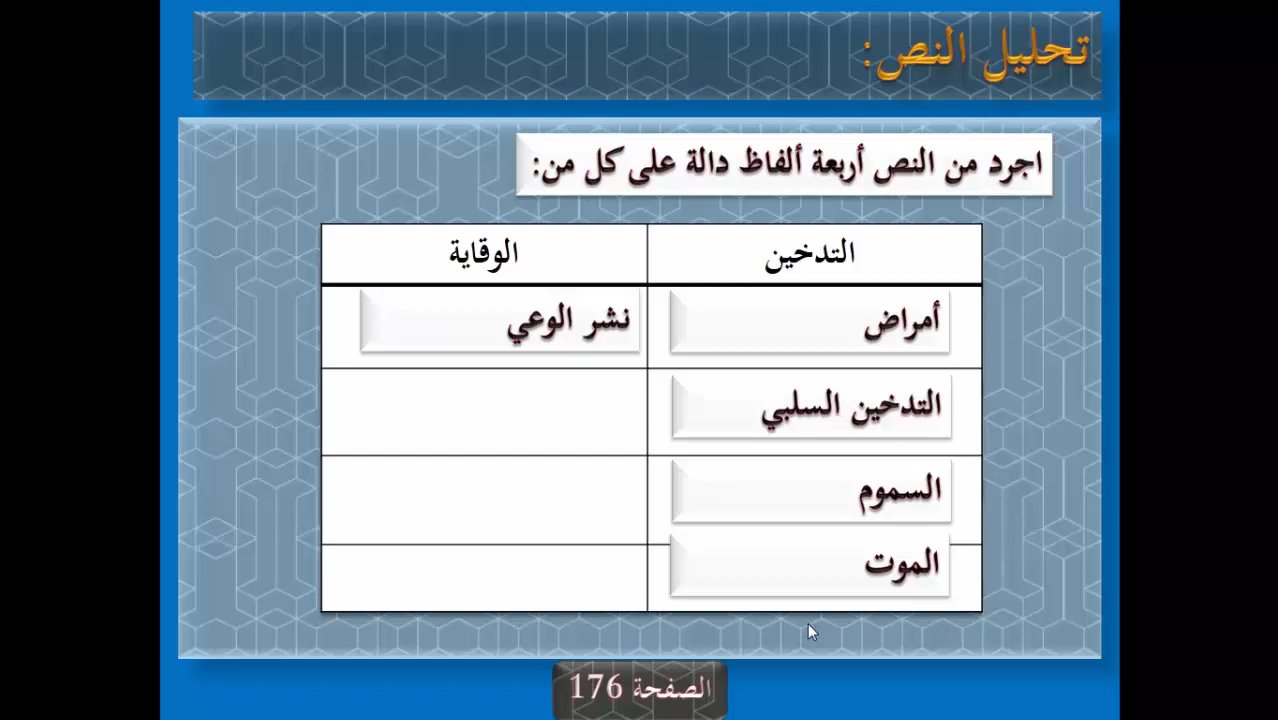 تحليل النص:
اجرد من النص أربعة ألفاظ دالة على كل من:
التدخين الوقاية
أمراض نشر الوعي
التدخين السلبي
السموم
الموت
الصفحة 176